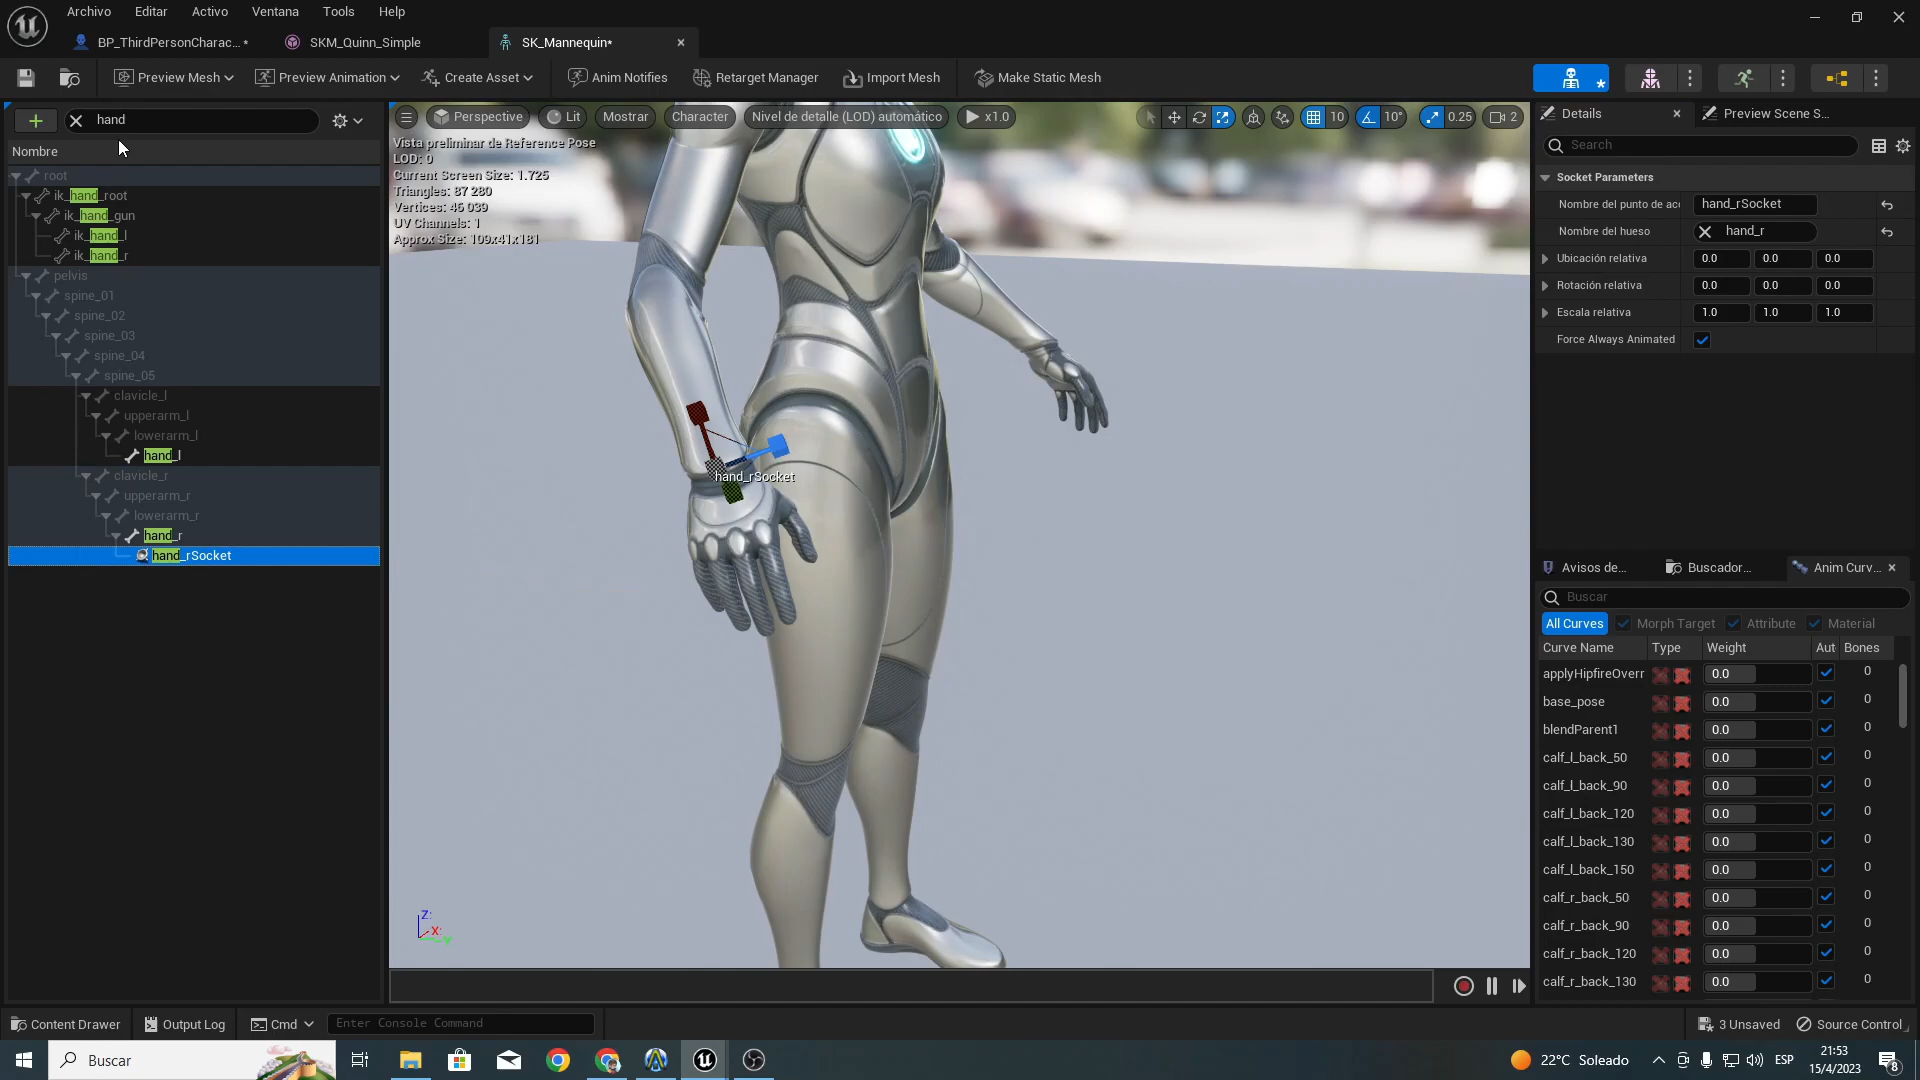 Archivo Editar Activo Ventana Tools Help
BP_ThirdPersonCharac... * SKM_Quinn_Simple SK_Mannequin*
Preview Mesh Preview Animation Create Asset Anim Notifies Retarget Manager Import Mesh Make Static Mesh
hand
Nombre
root
ik_hand_root
ik_hand_gun
ik_hand_l
ik_hand_r
pelvis
spine_01
spine_02
spine_03
spine_04
spine_05
clavicle_l
upperarm_l
lowerarm_l
hand_l
clavicle_r
upperarm_r
lowerarm_r
hand_r
hand_rSocket
Perspective Lit Mostrar Character Nivel de detalle (LOD) automático x1.0 10 10° 0.25 2
Vista preliminar de Reference Pose
LOD: 0
Current Screen Size: 1.725
Triangles: 87 280
Vertices: 46 039
UV Channels: 1
Approx Size: 109x41x181
hand_rSocket
Z:
X:
Y:
Details Preview Scene S...
Search
Socket Parameters
Nombre del punto de acc hand_rSocket
Nombre del hueso hand_r
Ubicación relativa 0.0 0.0 0.0
Rotación relativa 0.0 0.0 0.0
Escala relativa 1.0 1.0 1.0
Force Always Animated
Avisos de... Buscador... Anim Curv...
Buscar
All Curves Morph Target Attribute Material
Curve Name Type Weight Aut Bones
applyHipfireOverr 0.0 0
base_pose 0.0 0
blendParent1 0.0 0
calf_l_back_50 0.0 0
calf_l_back_90 0.0 0
calf_l_back_120 0.0 0
calf_l_back_130 0.0 0
calf_l_back_150 0.0 0
calf_r_back_50 0.0 0
calf_r_back_90 0.0 0
calf_r_back_120 0.0 0
calf_r_back_130 0.0 0
Content Drawer Output Log Cmd Enter Console Command 3 Unsaved Source Control
Buscar 22°C Soleado ESP 21:53
15/4/2023 8